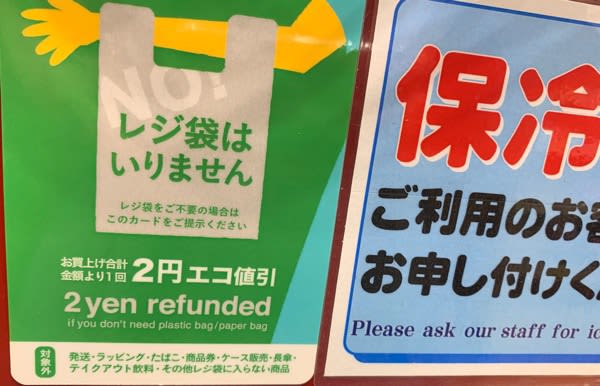 NO!
レジ袋は
いりません
レジ袋をご不要の場合は
このカードをご提示ください
お買上げ合計
金額より1回 2円エコ値引
2 yen refunded
if you don't need plastic bag/paper bag
対象外
発送・ラッピング・たばこ・商品券・ケース販売・長傘・
テイクアウト飲料・その他レジ袋に入らない商品
保冷
ご利用のお客
お申し付けく
Please ask our staff for ic